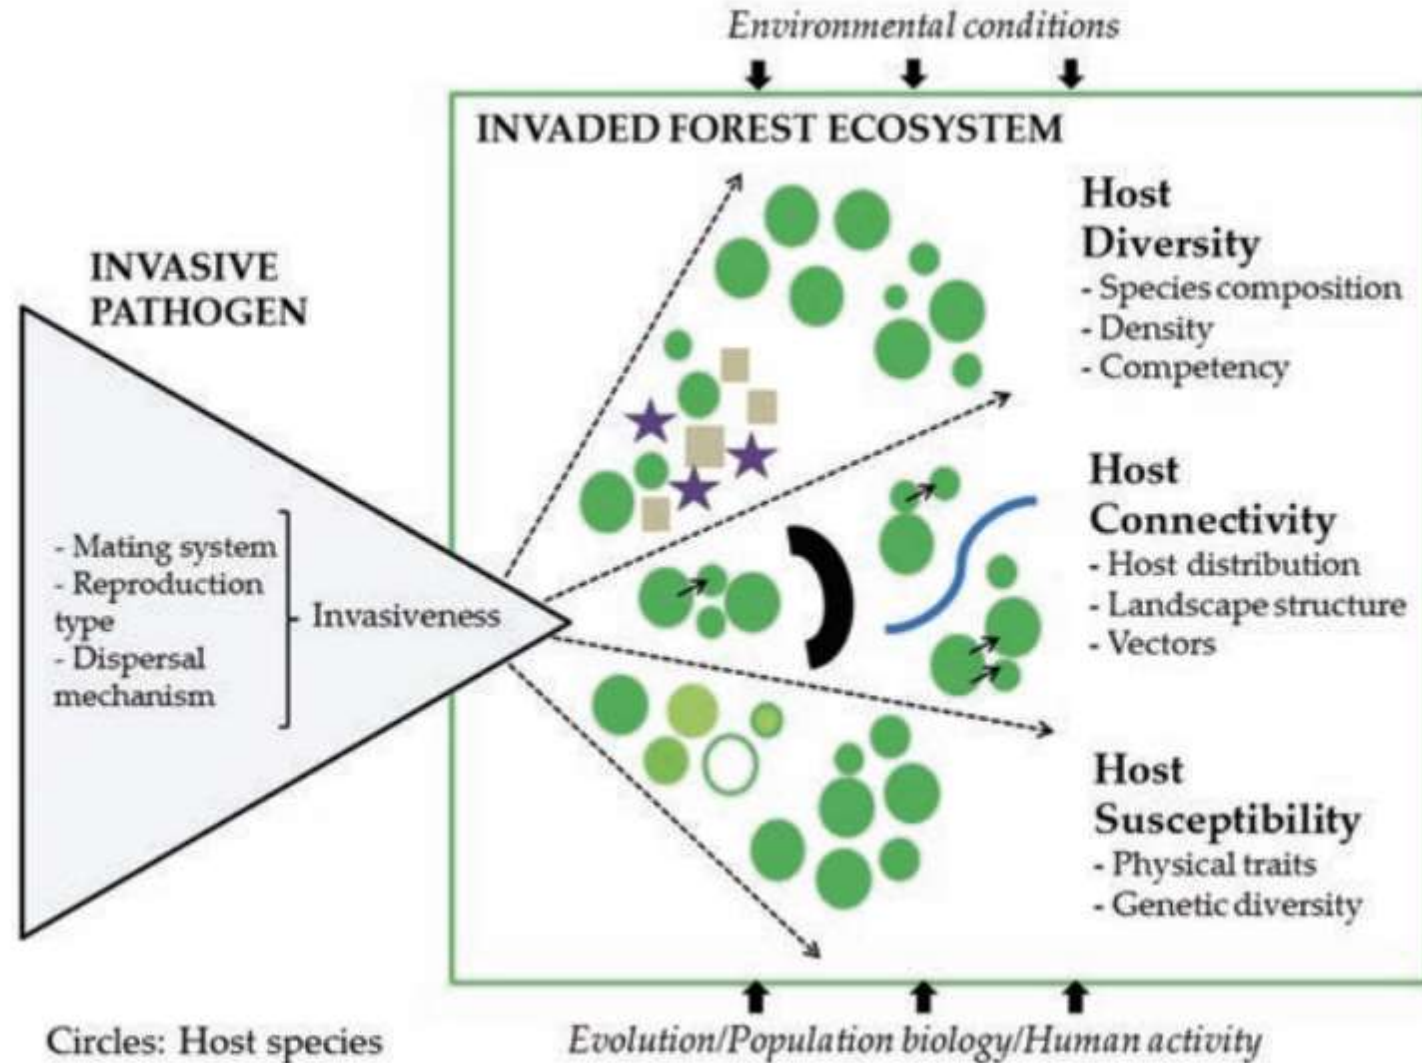 Environmental conditions
INVADED FOREST ECOSYSTEM
INVASIVE
PATHOGEN
- Mating system
- Reproduction
type
- Dispersal
mechanism
Invasiveness
Host
Diversity
- Species composition
- Density
- Competency
Host
Connectivity
- Host distribution
- Landscape structure
- Vectors
Host
Susceptibility
- Physical traits
- Genetic diversity
Circles: Host species
Evolution/Population biology/Human activity